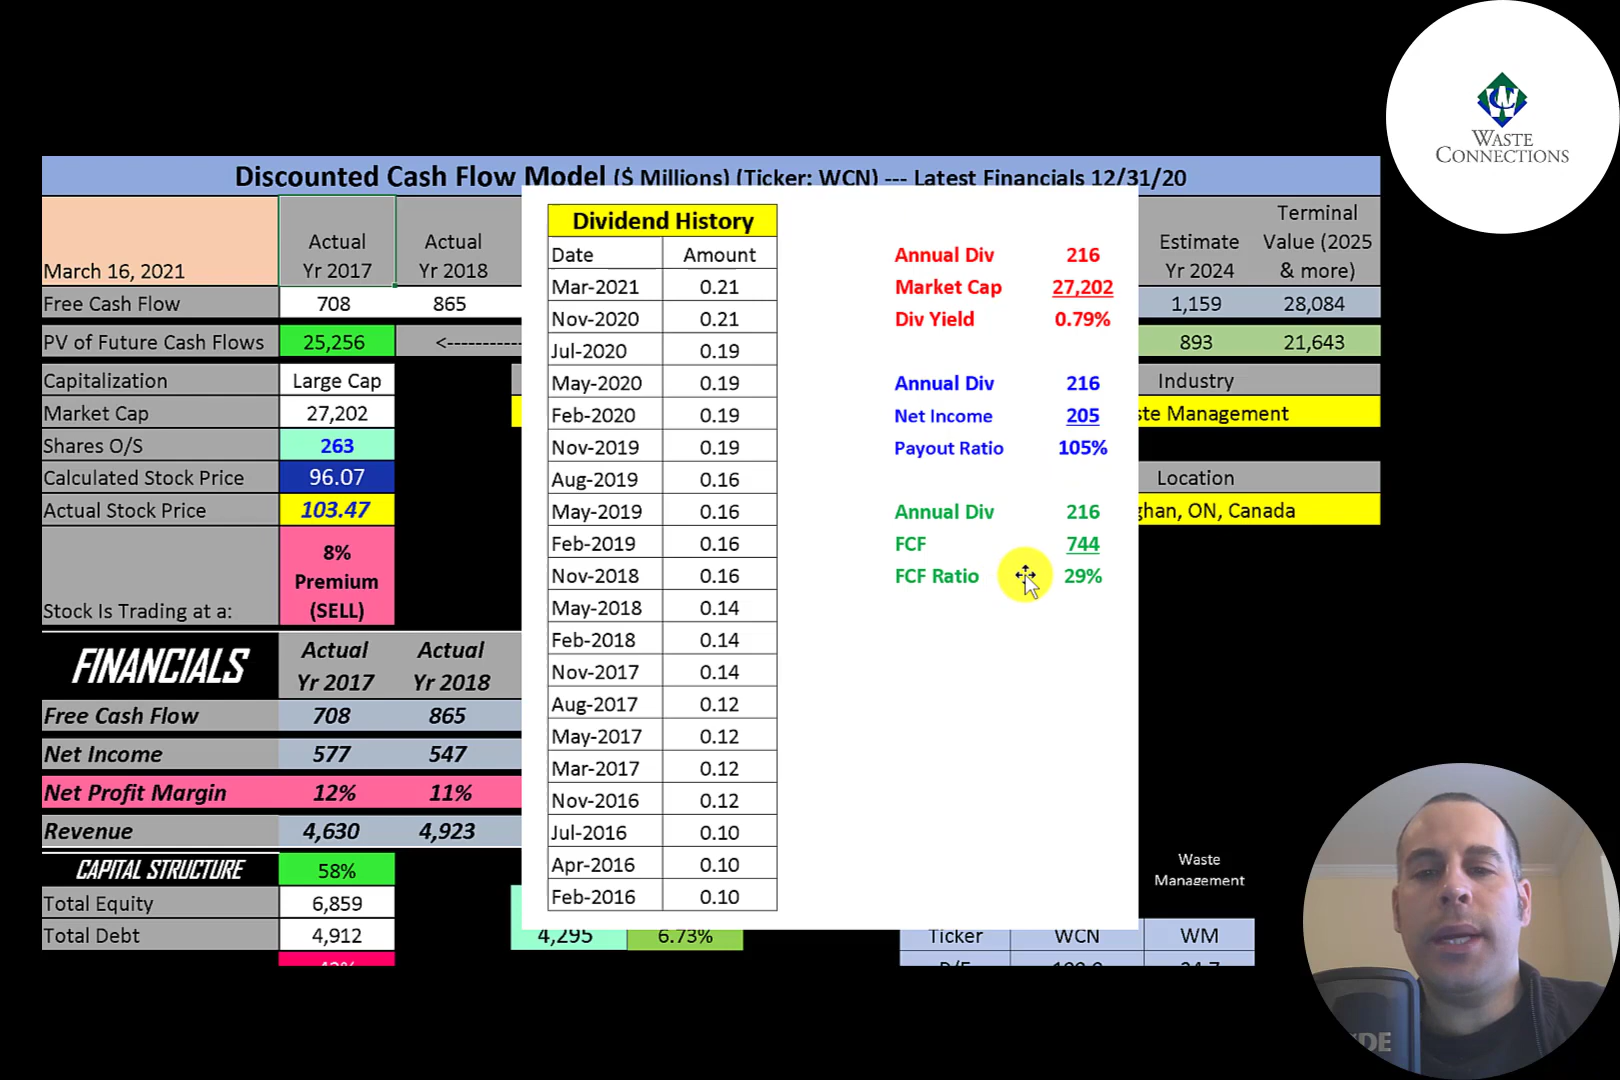 WASTE
CONNECTIONS
Discounted Cash Flow Model ($ Millions) (Ticker: WCN) --- Latest Financials 12/31/20
March 16, 2021
Actual
Yr 2017
Actual
Yr 2018
Estimate
Yr 2024
Terminal
Value (2025
& more)
Free Cash Flow 708 865 1,159 28,084
PV of Future Cash Flows 25,256 <----------- 893 21,643
Capitalization Large Cap Industry
Market Cap 27,202 ste Management
Shares O/S 263
Calculated Stock Price 96.07 Location
Actual Stock Price 103.47 ghan, ON, Canada
Stock Is Trading at a:
8%
Premium
(SELL)
FINANCIALS
Actual
Yr 2017
Actual
Yr 2018
Free Cash Flow 708 865
Net Income 577 547
Net Profit Margin 12% 11%
Revenue 4,630 4,923
CAPITAL STRUCTURE 58%
Total Equity 6,859
Total Debt 4,912
4,295 6.73%
Waste
Management
Ticker WCN WM
Dividend History
Date Amount
Mar-2021 0.21
Nov-2020 0.21
Jul-2020 0.19
May-2020 0.19
Feb-2020 0.19
Nov-2019 0.19
Aug-2019 0.16
May-2019 0.16
Feb-2019 0.16
Nov-2018 0.16
May-2018 0.14
Feb-2018 0.14
Nov-2017 0.14
Aug-2017 0.12
May-2017 0.12
Mar-2017 0.12
Nov-2016 0.12
Jul-2016 0.10
Apr-2016 0.10
Feb-2016 0.10
Annual Div 216
Market Cap 27,202
Div Yield 0.79%
Annual Div 216
Net Income 205
Payout Ratio 105%
Annual Div 216
FCF 744
FCF Ratio 29%